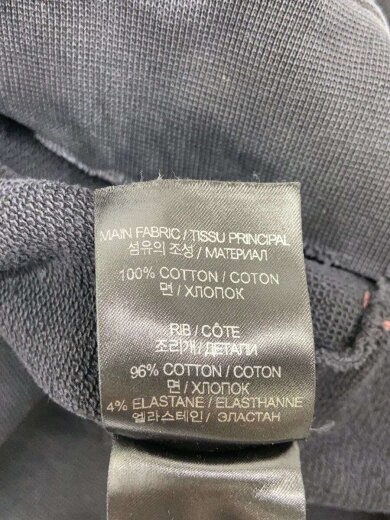 MAIN FABRIC / TISSU PRINCIPAL
섬유의 조성 / МАТЕРИАЛ
100% COTTON / COTON
면 / ХЛОПОК
RIB / CÔTE
조리개 / ДЕТАЛИ
96% COTTON / COTON
면 / ХЛОПОК
4% ELASTANE / ELASTHANNE
엘라스테인 / ЭЛАСТАН